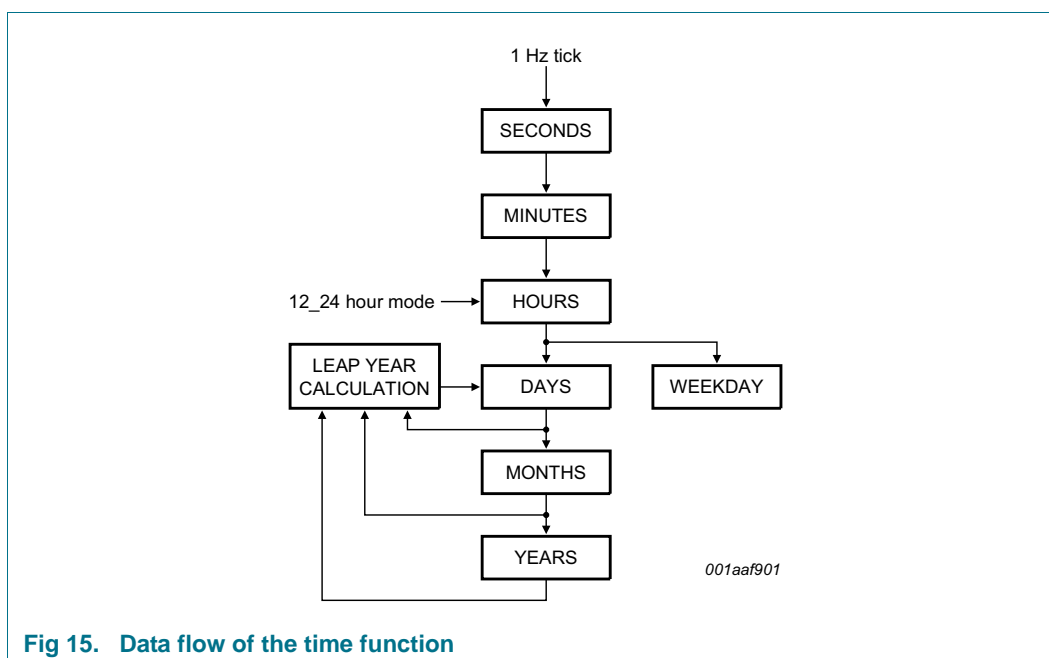 1 Hz tick
SECONDS
MINUTES
12_24 hour mode
HOURS
LEAP YEAR
CALCULATION
DAYS
WEEKDAY
MONTHS
YEARS
001aaf901
Fig 15. Data flow of the time function